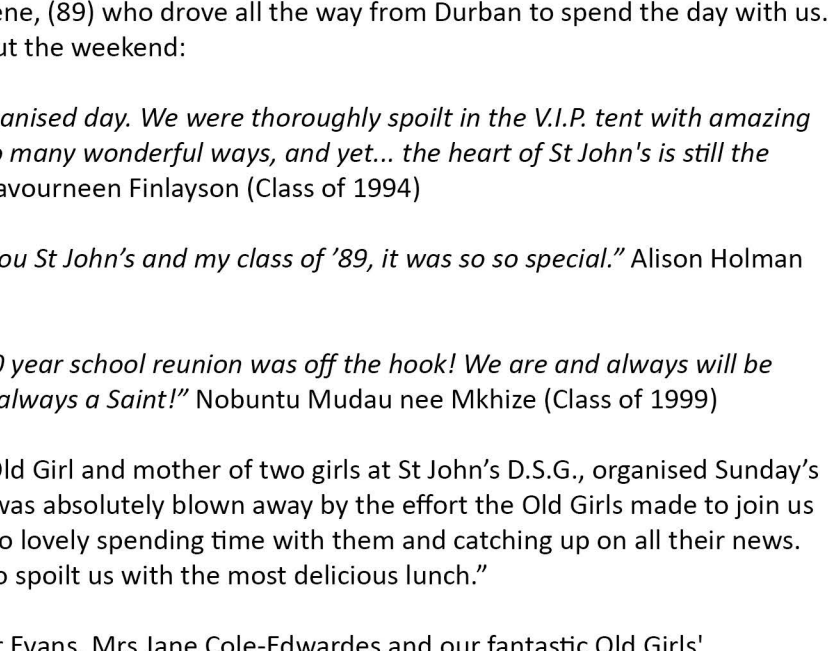 ene, (89) who drove all the way from Durban to spend the day with us.
ut the weekend:
anised day. We were thoroughly spoilt in the V.I.P. tent with amazing
o many wonderful ways, and yet... the heart of St John's is still the
avourneen Finlayson (Class of 1994)
ou St John’s and my class of ’89, it was so so special.” Alison Holman
0 year school reunion was off the hook! We are and always will be
always a Saint!” Nobuntu Mudau nee Mkhize (Class of 1999)
Old Girl and mother of two girls at St John’s D.S.G., organised Sunday’s
was absolutely blown away by the effort the Old Girls made to join us
o lovely spending time with them and catching up on all their news.
o spoilt us with the most delicious lunch.”
r Evans, Mrs Jane Cole-Edwardes and our fantastic Old Girls'